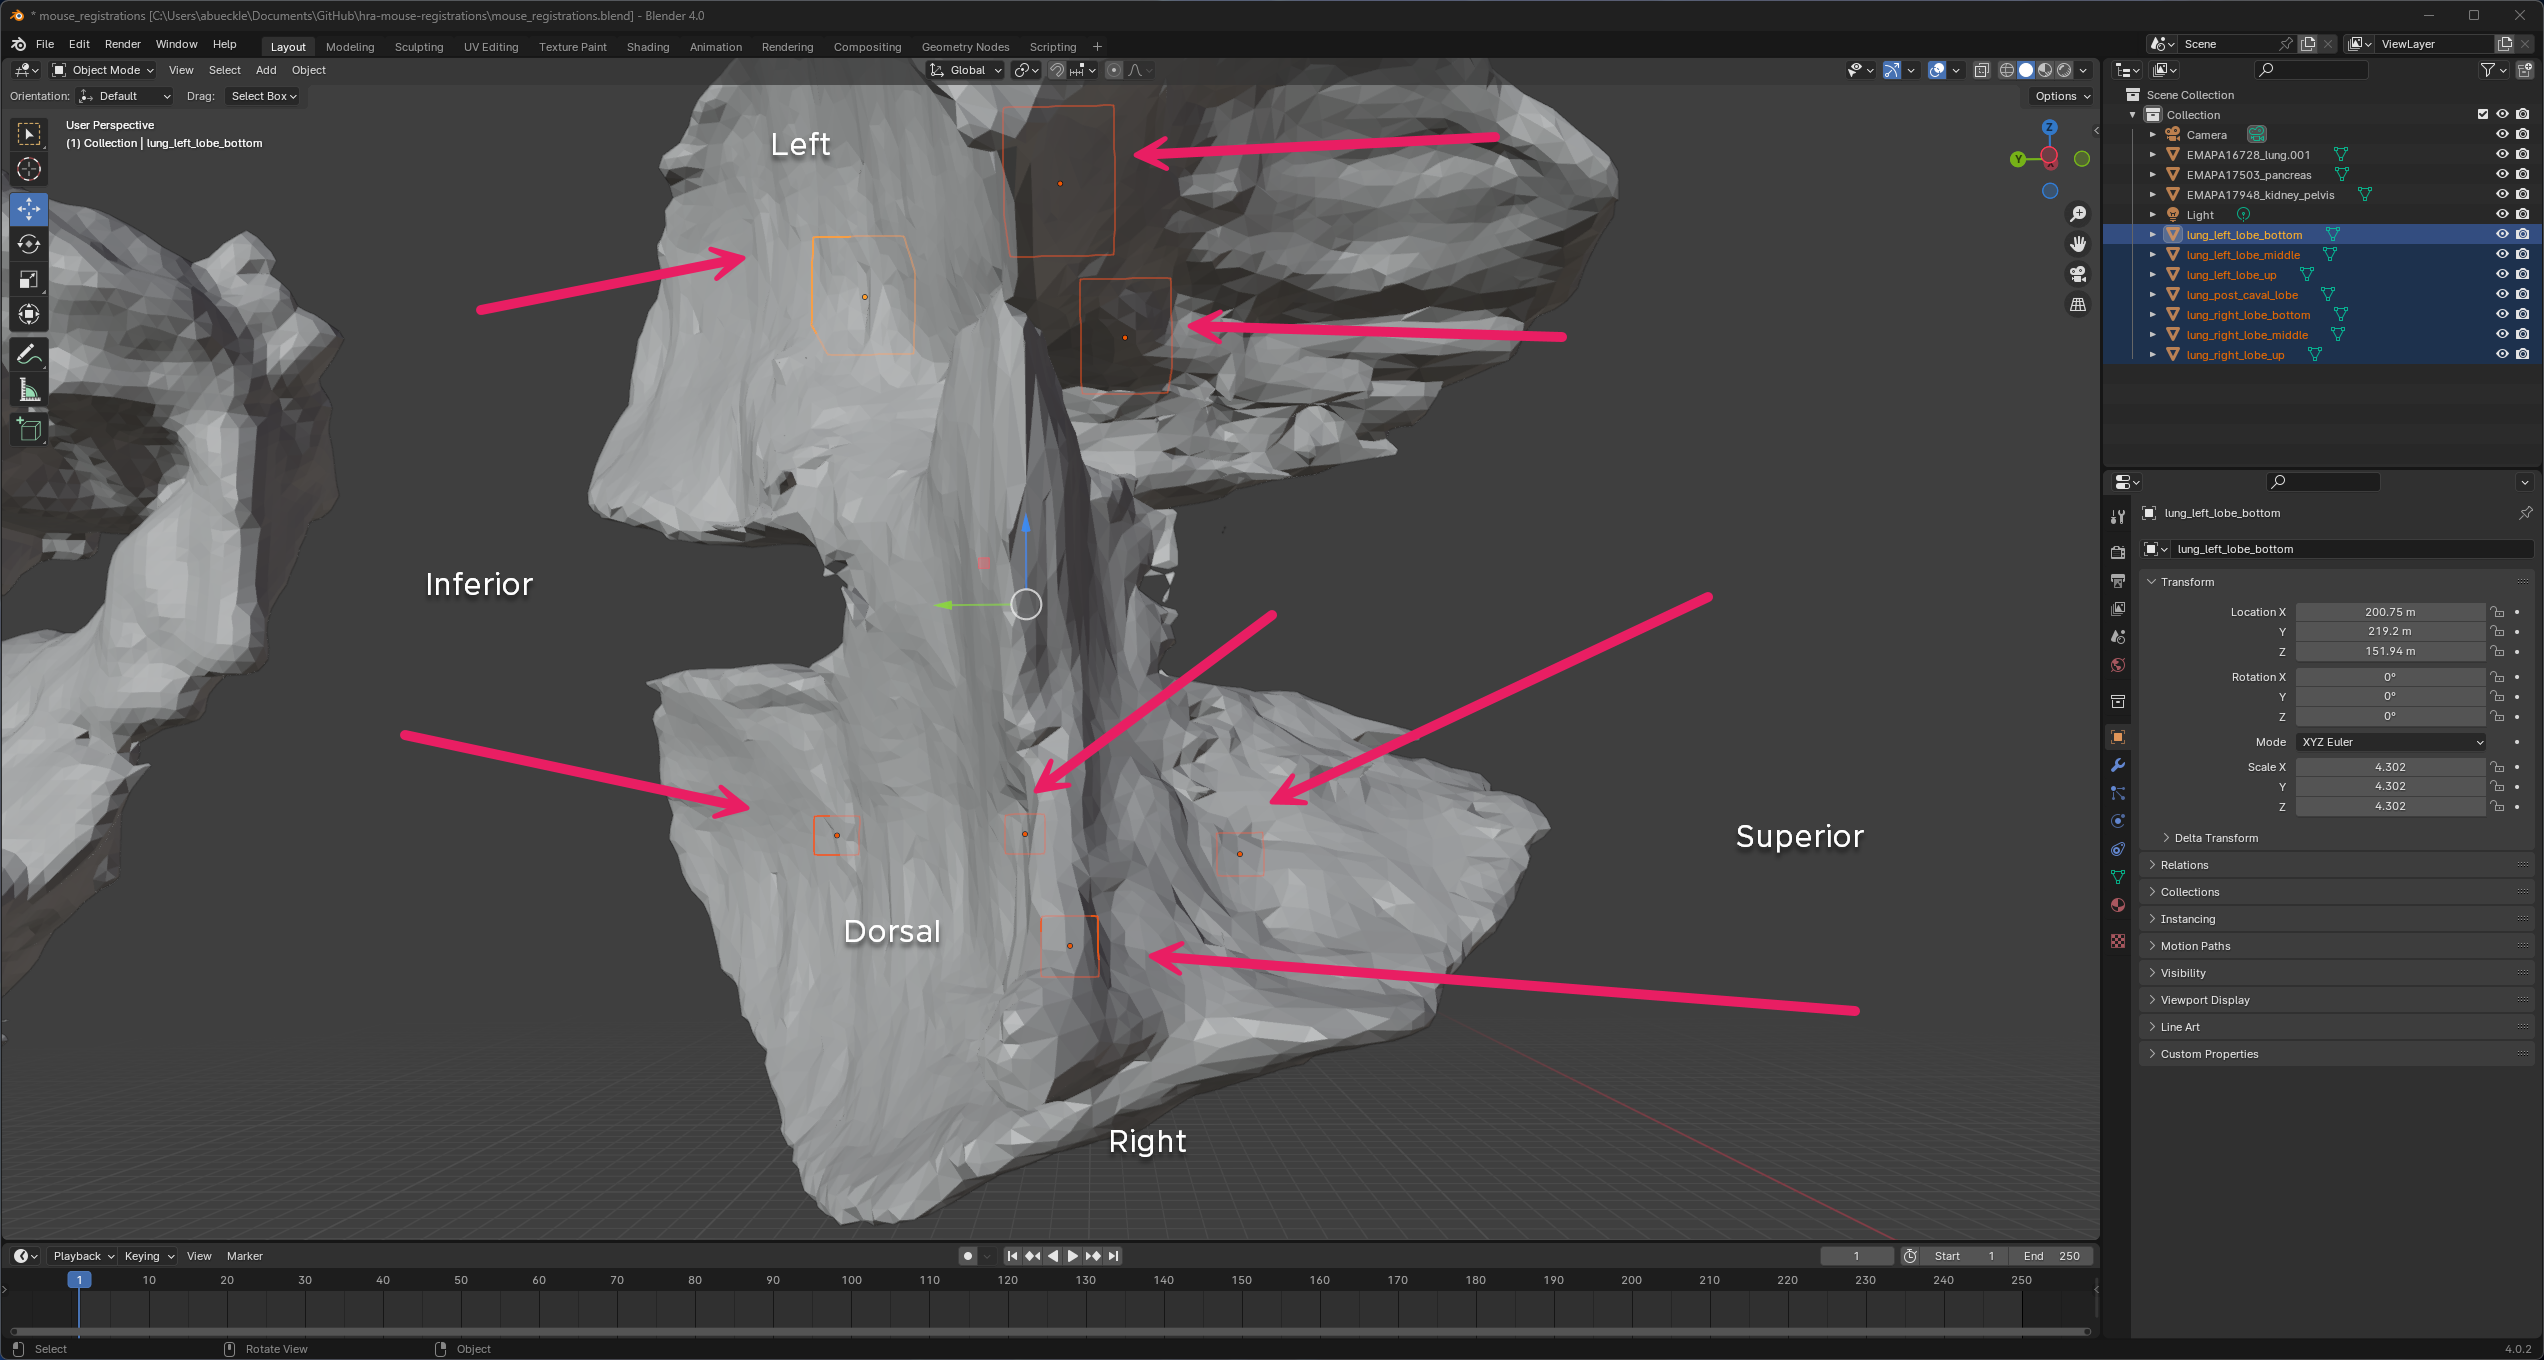 * mouse_registrations [C:\Users\abueckle\Documents\GitHub\hra-mouse-registrations\mouse_registrations.blend] - Blender 4.0
File Edit Render Window Help Layout Modeling Sculpting UV Editing Texture Paint Shading Animation Rendering Compositing Geometry Nodes Scripting + Scene ViewLayer
Object Mode View Select Add Object Global
Orientation: Default Drag: Select Box Options
User Perspective
(1) Collection | lung_left_lobe_bottom
Z
Y
Left
Inferior
Superior
Dorsal
Right
Scene Collection
Collection
Camera
EMAPA16728_lung.001
EMAPA17503_pancreas
EMAPA17948_kidney_pelvis
Light
lung_left_lobe_bottom
lung_left_lobe_middle
lung_left_lobe_up
lung_post_caval_lobe
lung_right_lobe_bottom
lung_right_lobe_middle
lung_right_lobe_up
lung_left_lobe_bottom
lung_left_lobe_bottom
Transform
Location X 200.75 m
Y 219.2 m
Z 151.94 m
Rotation X 0°
Y 0°
Z 0°
Mode XYZ Euler
Scale X 4.302
Y 4.302
Z 4.302
Delta Transform
Relations
Collections
Instancing
Motion Paths
Visibility
Viewport Display
Line Art
Custom Properties
Playback Keying View Marker 1 Start 1 End 250
1 10 20 30 40 50 60 70 80 90 100 110 120 130 140 150 160 170 180 190 200 210 220 230 240 250
Select Rotate View Object 4.0.2